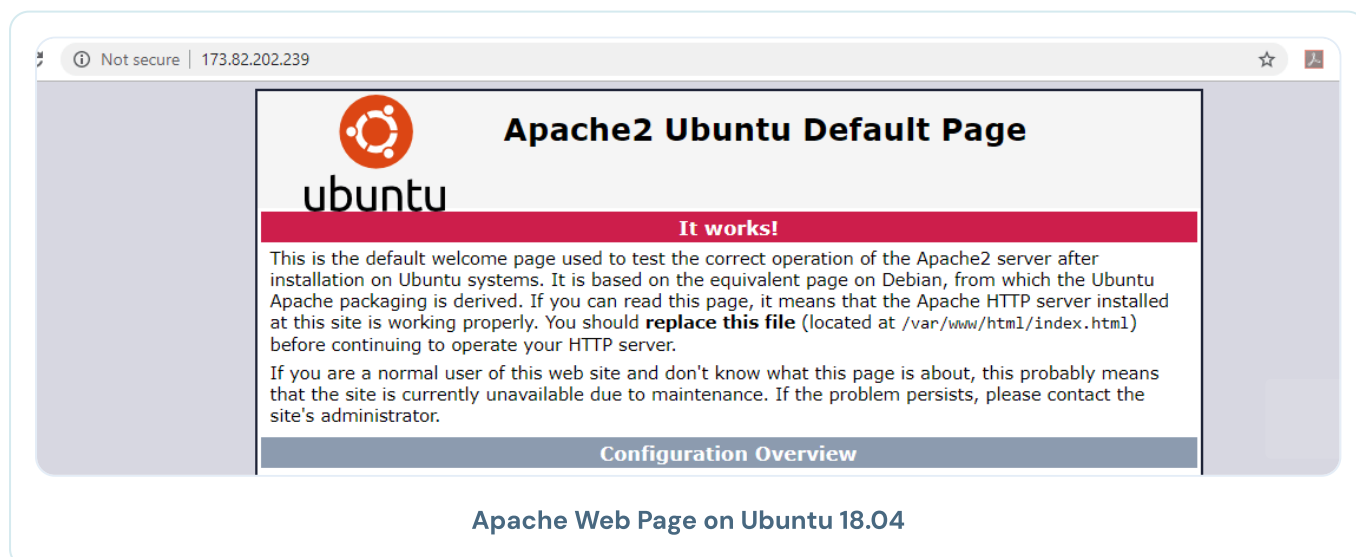 Not secure | 173.82.202.239
Apache2 Ubuntu Default Page
ubuntu
It works!
This is the default welcome page used to test the correct operation of the Apache2 server after
installation on Ubuntu systems. It is based on the equivalent page on Debian, from which the Ubuntu
Apache packaging is derived. If you can read this page, it means that the Apache HTTP server installed
at this site is working properly. You should replace this file (located at /var/www/html/index.html)
before continuing to operate your HTTP server.
If you are a normal user of this web site and don't know what this page is about, this probably means
that the site is currently unavailable due to maintenance. If the problem persists, please contact the
site's administrator.
Configuration Overview
Apache Web Page on Ubuntu 18.04